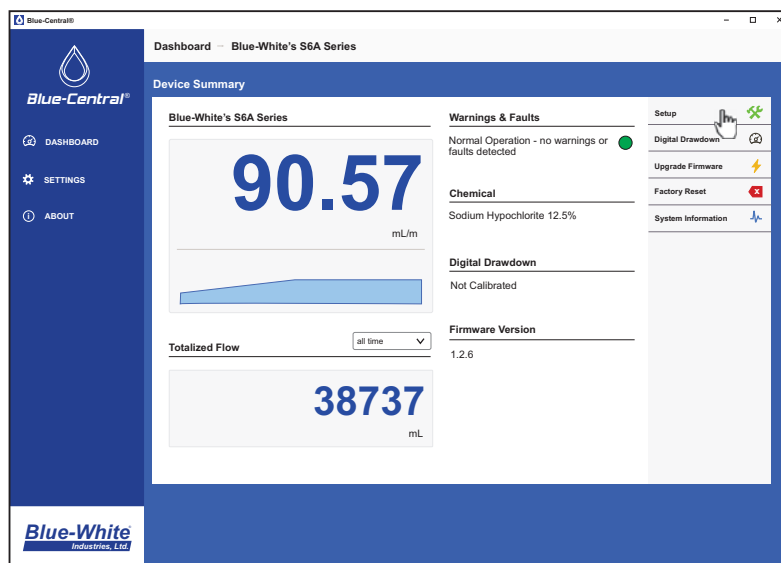 Blue-Central®
Dashboard – Blue-White's S6A Series
Blue-Central®
DASHBOARD
SETTINGS
ABOUT
Blue-White
Industries, Ltd.
Device Summary
Blue-White's S6A Series
90.57
mL/m
Totalized Flow
all time
38737
mL
Warnings & Faults
Normal Operation - no warnings or
faults detected
Chemical
Sodium Hypochlorite 12.5%
Digital Drawdown
Not Calibrated
Firmware Version
1.2.6
Setup
Digital Drawdown
Upgrade Firmware
Factory Reset
x
System Information